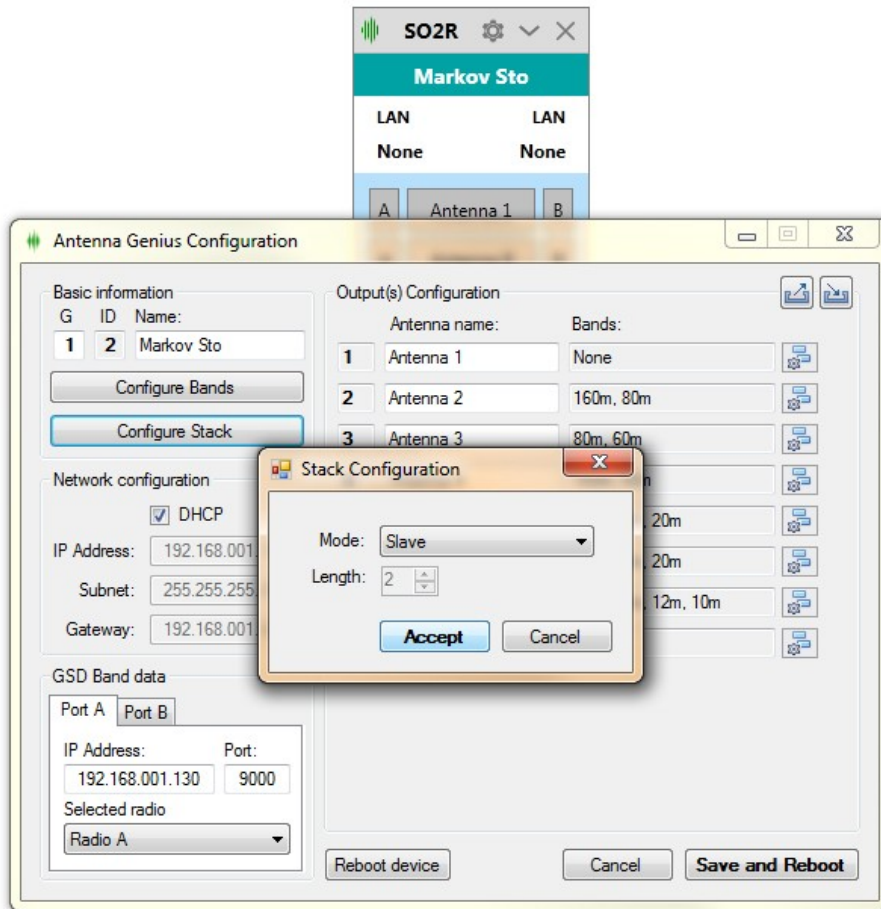 SO2R
Markov Sto
LAN LAN
None None
A Antenna 1 B
Antenna Genius Configuration
Basic information
G ID Name:
1 2 Markov Sto
Configure Bands
Configure Stack
Network configuration
DHCP
IP Address: 192.168.001.
Subnet: 255.255.255.
Gateway: 192.168.001.
GSD Band data
Port A Port B
IP Address: Port:
192.168.001.130 9000
Selected radio
Radio A
Output(s) Configuration
Antenna name: Bands:
1 Antenna 1 None
2 Antenna 2 160m, 80m
3 Antenna 3 80m, 60m
, 20m
, 20m
, 12m, 10m
Stack Configuration
Mode: Slave
Length: 2
Accept Cancel
Reboot device Cancel Save and Reboot